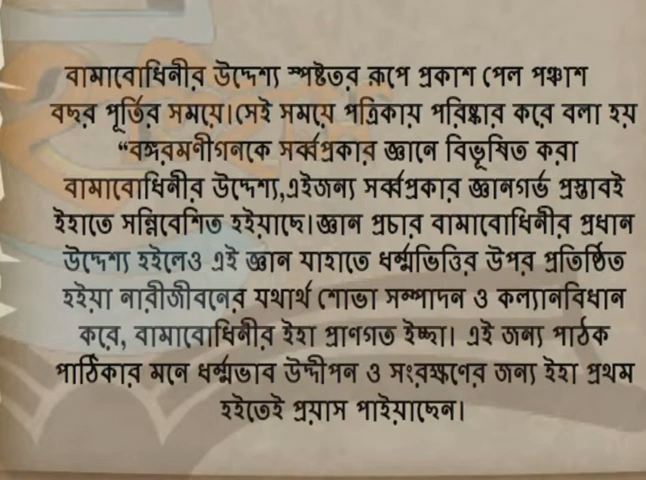 বামাবোধিনীর উদ্দেশ্য স্পষ্টতর রূপে প্রকাশ পেল পঞ্চাশ
বছর পূর্তির সময়ে।সেই সময়ে পত্রিকায় পরিষ্কার করে বলা হয়
“বঙ্গরমণীগনকে সর্ব্বপ্রকার জ্ঞানে বিভূষিত করা
বামাবোধিনীর উদ্দেশ্য,এইজন্য সর্ব্বপ্রকার জ্ঞানগর্ভ প্রস্তাবই
ইহাতে সন্নিবেশিত হইয়াছে।জ্ঞান প্রচার বামাবোধিনীর প্রধান
উদ্দেশ্য হইলেও এই জ্ঞান যাহাতে ধর্ম্মভিত্তির উপর প্রতিষ্ঠিত
হইয়া নারীজীবনের যথার্থ শোভা সম্পাদন ও কল্যানবিধান
করে, বামাবোধিনীর ইহা প্রাণগত ইচ্ছা। এই জন্য পাঠক
পাঠিকার মনে ধর্ম্মভাব উদ্দীপন ও সংরক্ষণের জন্য ইহা প্রথম
হইতেই প্রয়াস পাইয়াছেন।